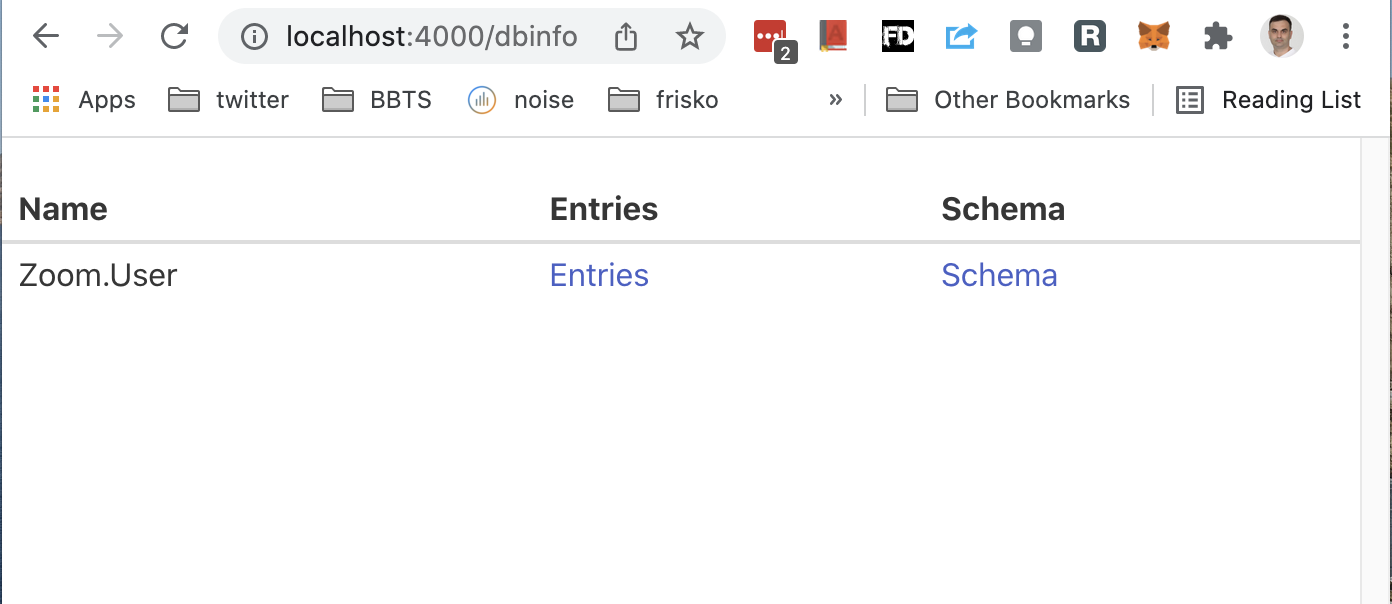 localhost:4000/dbinfo
2
FD
R
Apps twitter BBTS noise frisko » Other Bookmarks Reading List
Name Entries Schema
Zoom.User Entries Schema